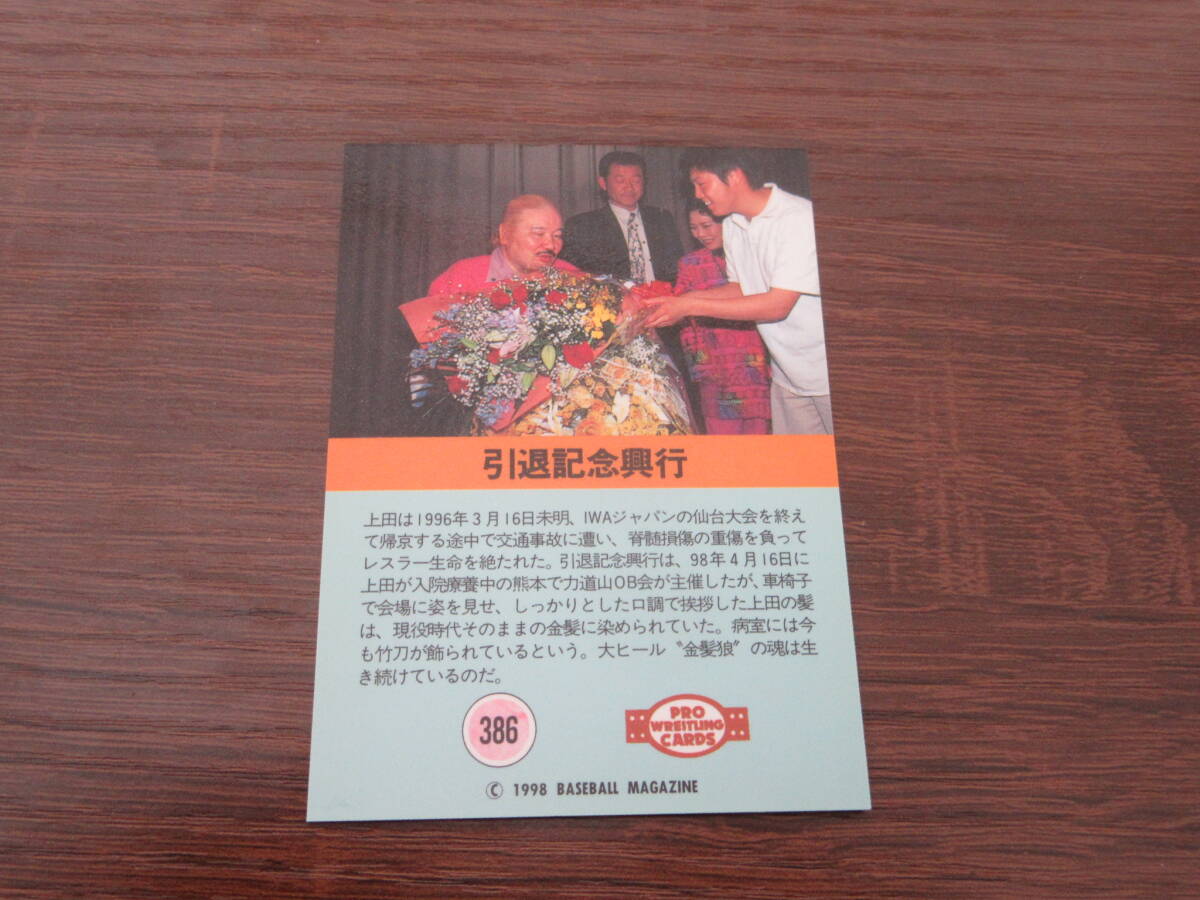 引退記念興行
上田は1996年3月16日未明、IWAジャパンの仙台大会を終え
て帰京する途中で交通事故に遭い、脊髄損傷の重傷を負って
レスラー生命を絶たれた。引退記念興行は、98年4月16日に
上田が入院療養中の熊本で力道山OB会が主催したが、車椅子
で会場に姿を見せ、しっかりとした口調で挨拶した上田の髪
は、現役時代そのままの金髪に染められていた。病室には今
も竹刀が飾られているという。大ヒール〝金髪狼〟の魂は生
き続けているのだ。
386
PRO
WRESTLING
CARDS
© 1998 BASEBALL MAGAZINE